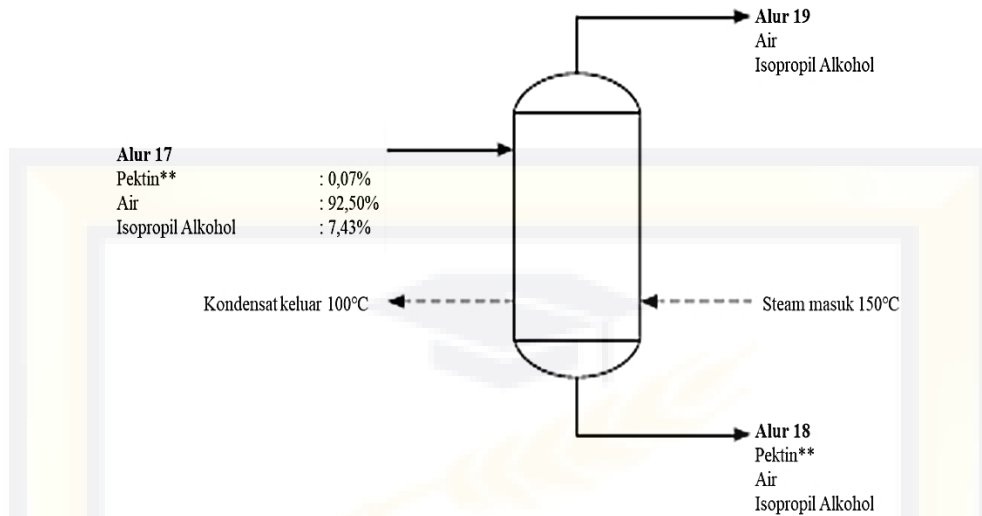 Alur 19
Air
Isopropil Alkohol
Alur 17
Pektin** : 0,07%
Air : 92,50%
Isopropil Alkohol : 7,43%
Kondensat keluar 100°C
Steam masuk 150°C
Alur 18
Pektin**
Air
Isopropil Alkohol